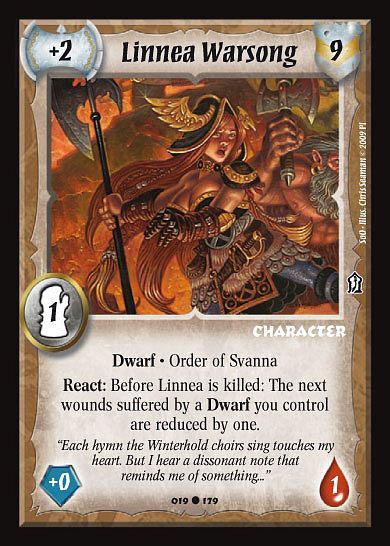 +2
Linnea Warsong
9
SoO • Illus. Chris Seaman © 2009 PI
1
CHARACTER
Dwarf • Order of Svanna
React: Before Linnea is killed: The next
wounds suffered by a Dwarf you control
are reduced by one.
“Each hymn the Winterhold choirs sing touches my
heart. But I hear a dissonant note that
reminds me of something...”
+0
1
019 ● 179